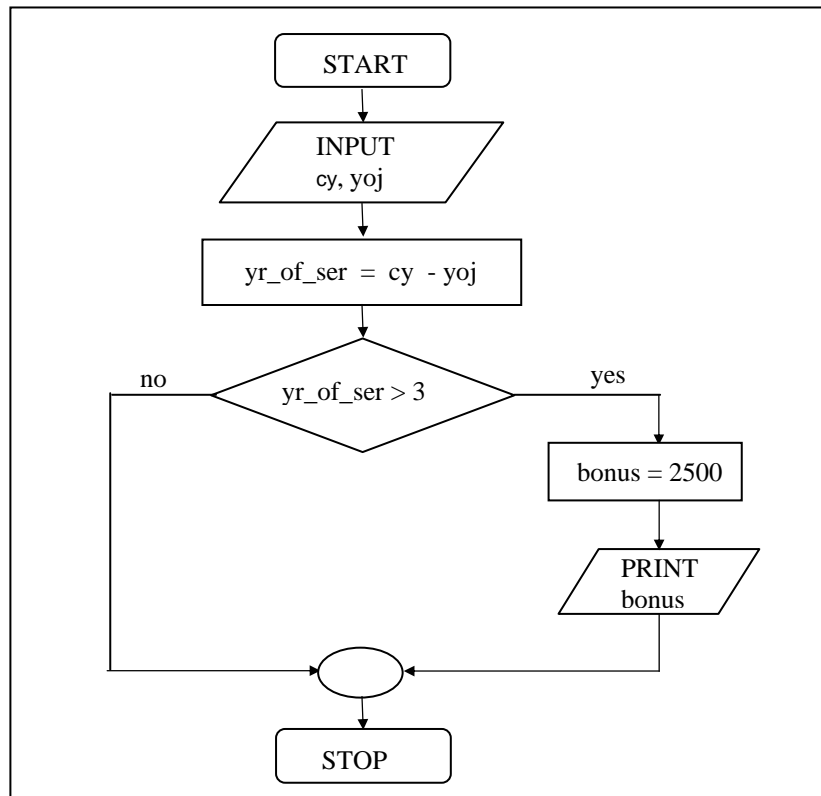 START
INPUT
cy, yoj
yr_of_ser = cy - yoj
no
yr_of_ser > 3
yes
bonus = 2500
PRINT
bonus
STOP